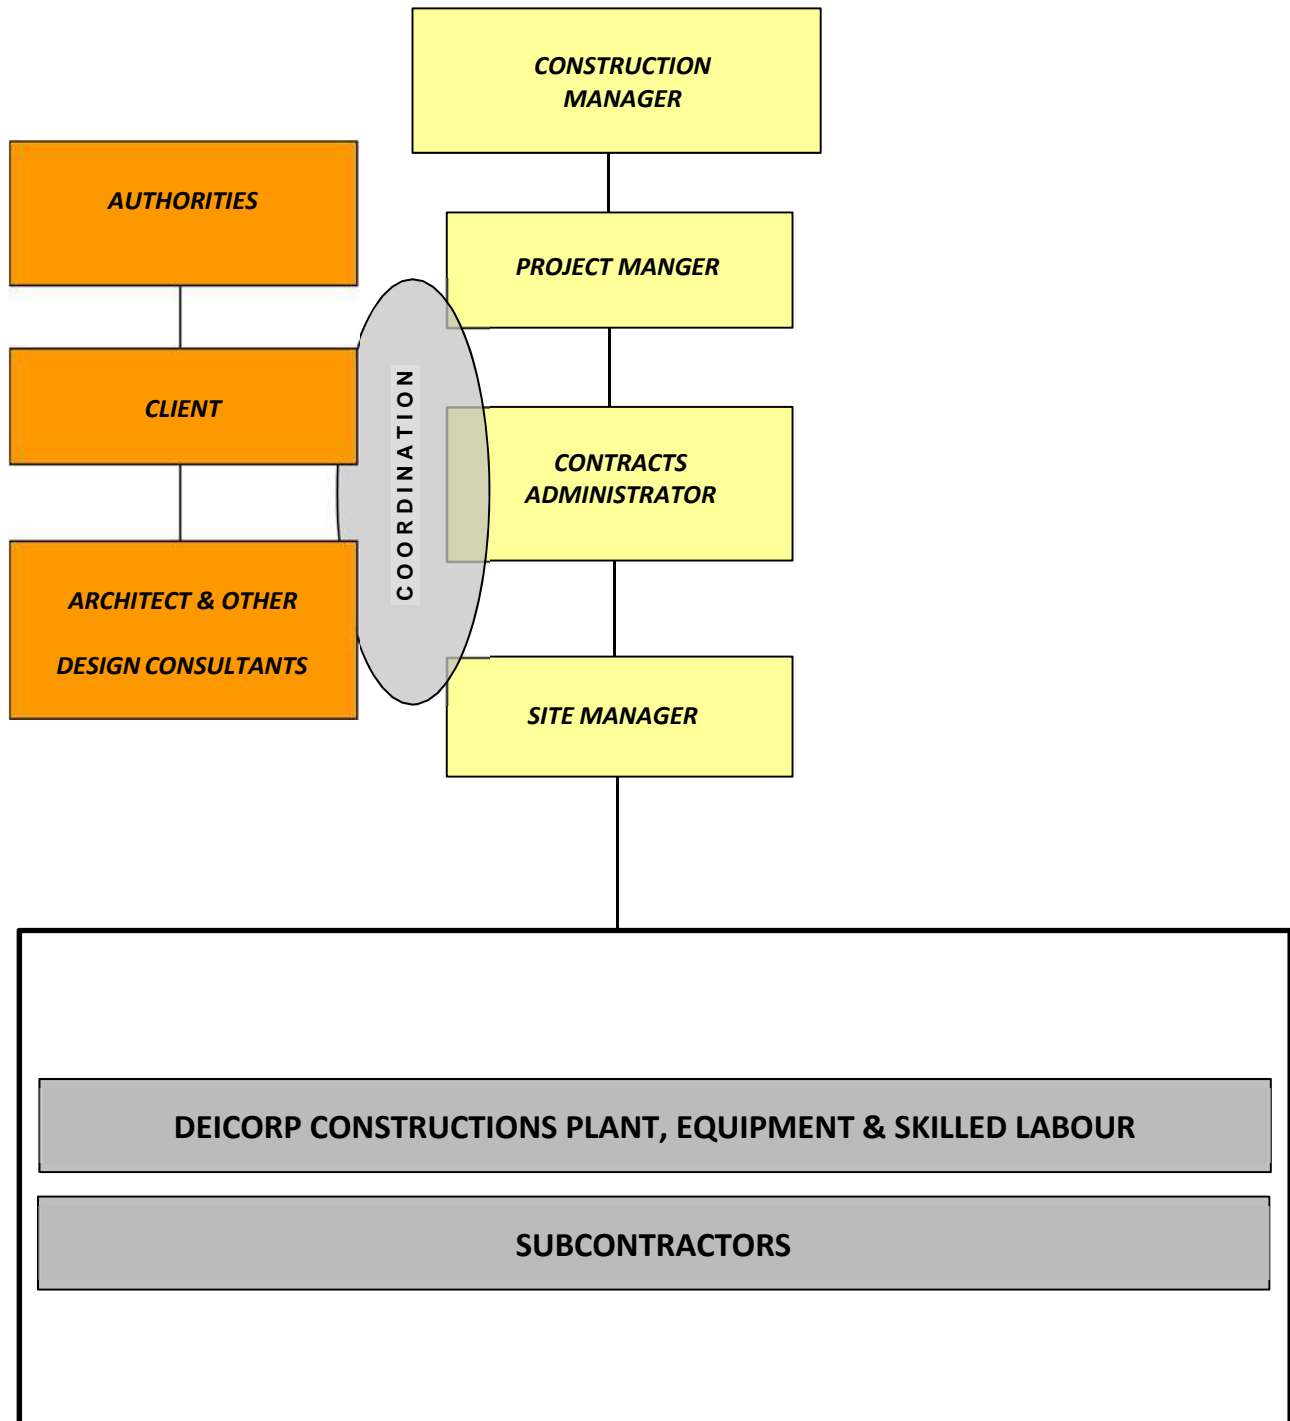 CONSTRUCTION
MANAGER
AUTHORITIES
PROJECT MANGER
CLIENT
COORDINATION
CONTRACTS
ADMINISTRATOR
ARCHITECT & OTHER
DESIGN CONSULTANTS
SITE MANAGER
DEICORP CONSTRUCTIONS PLANT, EQUIPMENT & SKILLED LABOUR
SUBCONTRACTORS